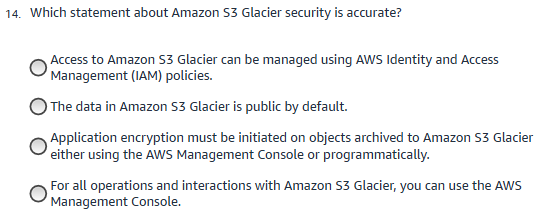 14. Which statement about Amazon S3 Glacier security is accurate?
Access to Amazon S3 Glacier can be managed using AWS Identity and Access
Management (IAM) policies.
The data in Amazon S3 Glacier is public by default.
Application encryption must be initiated on objects archived to Amazon S3 Glacier
either using the AWS Management Console or programmatically.
For all operations and interactions with Amazon S3 Glacier, you can use the AWS
Management Console.